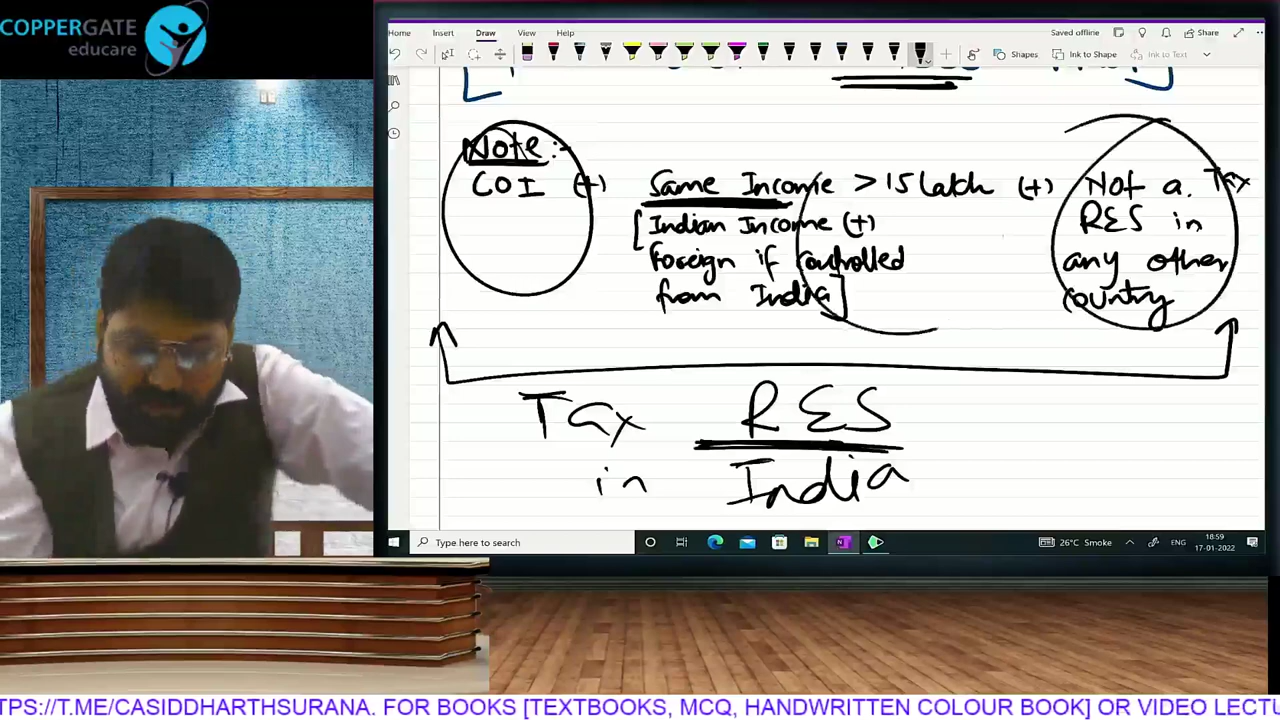 COPPERGATE
educare
Home Insert Draw View Help
Saved offline Share
Shapes Ink to Shape Ink to Text
Note :-
COI (+) Same Income > 15 Lakh (+) Not a Tax
[Indian Income (+) RES in
Foreign if controlled any other
from India] country
Tax RES
in India
Type here to search
26°C Smoke ENG 18:59
17-01-2022
TPS://T.ME/CASIDDHARTHSURANA. FOR BOOKS [TEXTBOOKS, MCQ, HANDWRITTEN COLOUR BOOK] OR VIDEO LECTU